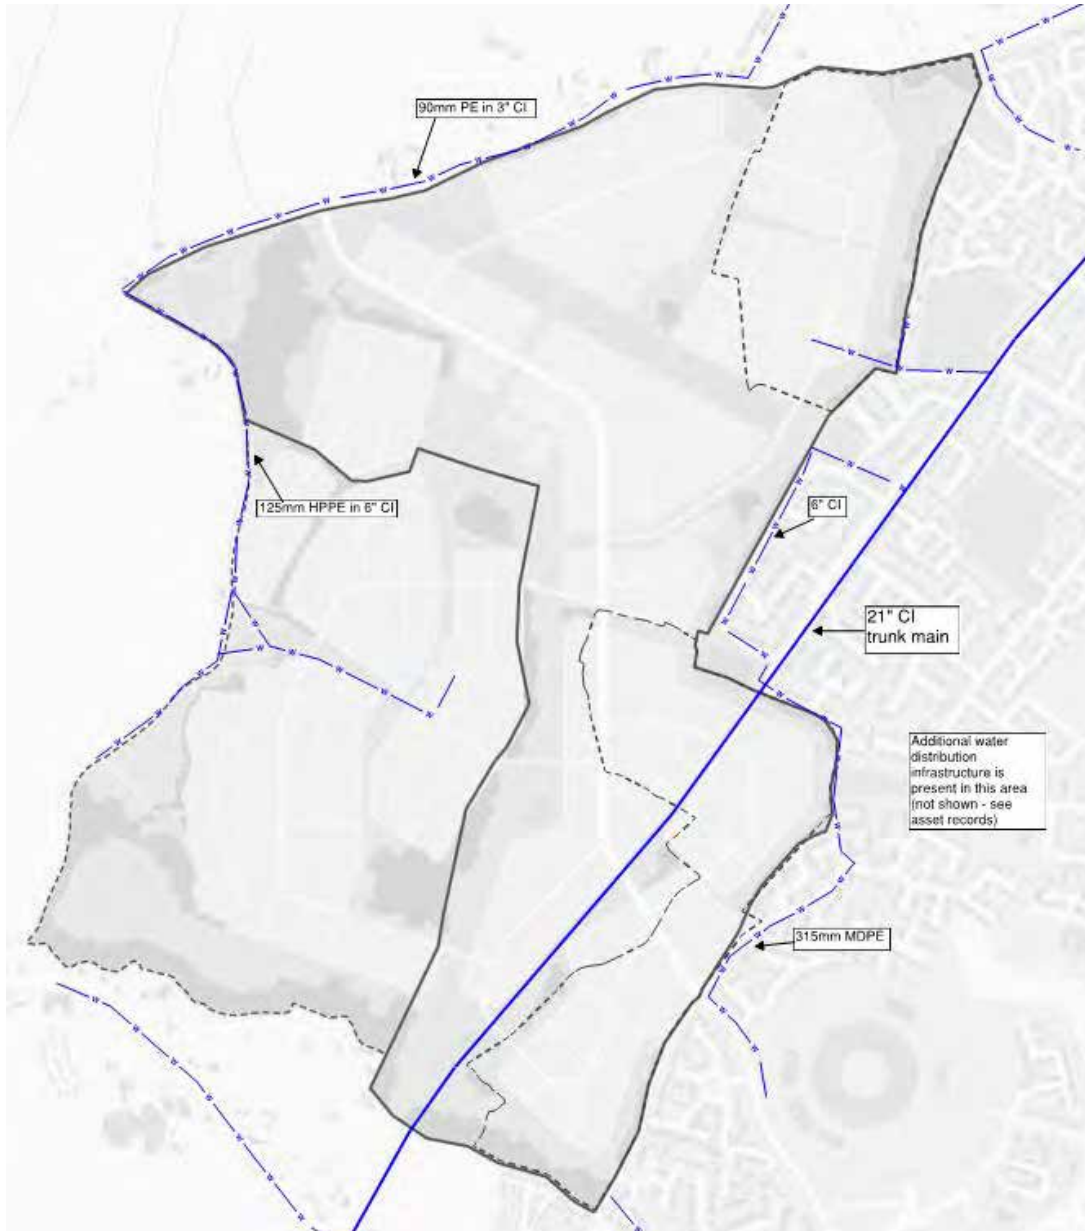 90mm PE in 3" CI
125mm HPPE in 6" CI
6" CI
21" CI
trunk main
Additional water
distribution
infrastructure is
present in this area
(not shown - see
asset records)
315mm MDPE